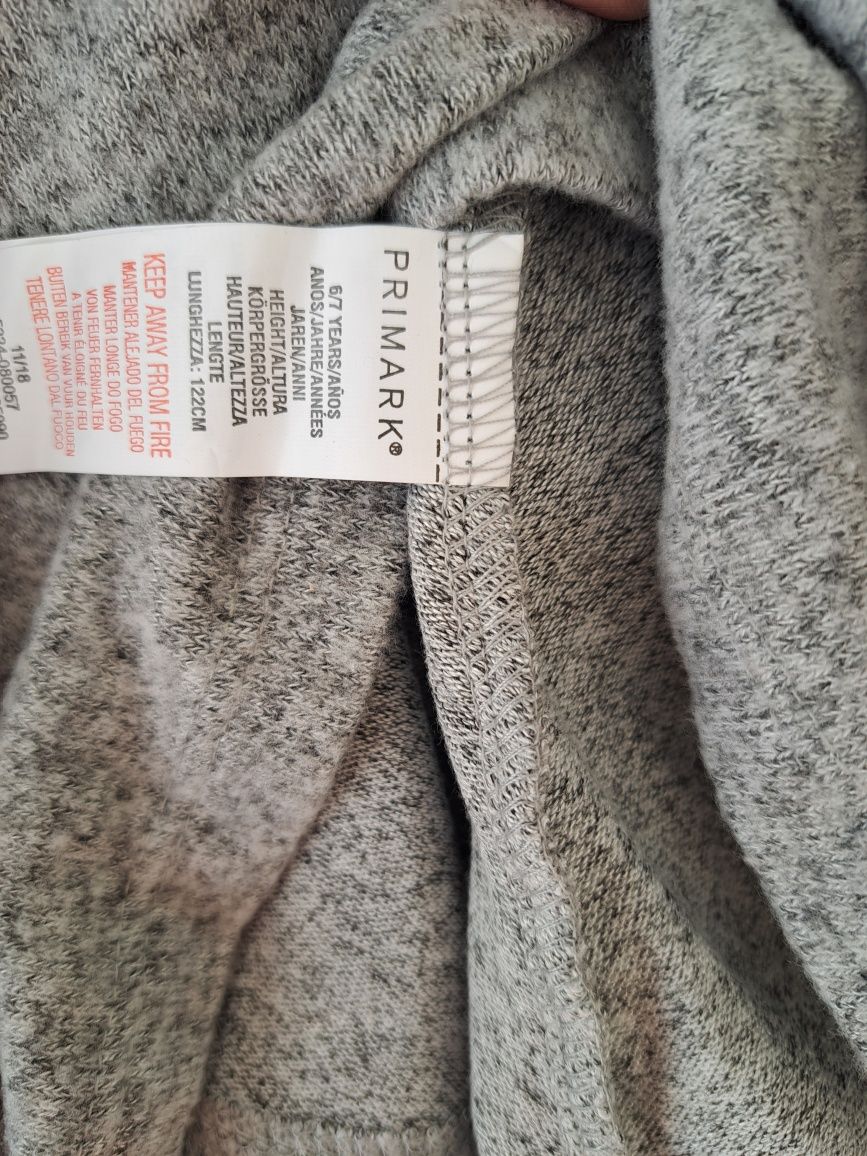 PRIMARK®
6/7 YEARS/AÑOS
ANOS/JAHRE/ANNÉES
JAREN/ANNI
HEIGHT/ALTURA
KÖRPERGRÖSSE
HAUTEUR/ALTEZZA
LENGTE
LUNGHEZZA: 122CM
KEEP AWAY FROM FIRE
MANTENER ALEJADO DEL FUEGO
MANTER LONGE DO FOGO
VON FEUER FERNHALTEN
A TENIR ÉLOIGNÉ DU FEU
BUITEN BEREIK VAN VUUR HOUDEN
TENERE LONTANO DAL FUOCO
11/18